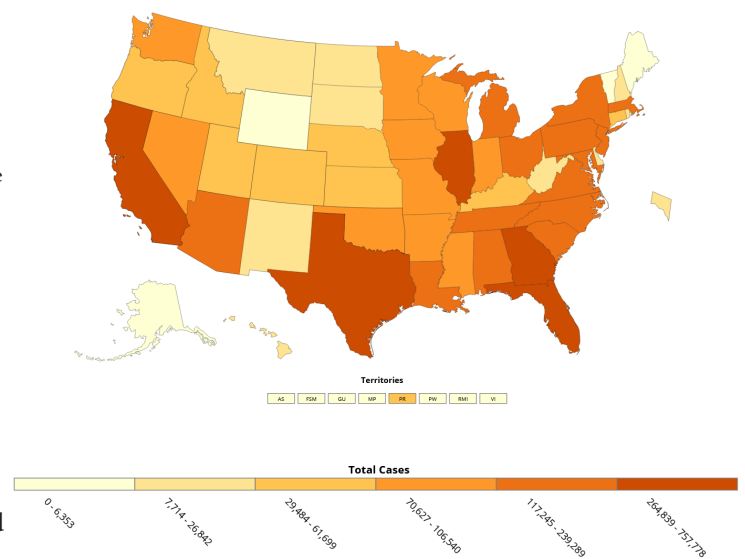 e
Territories
AS FSM GU MP PR PW RMI VI
Total Cases
0 - 6,353
7,714 - 26,842
29,484 - 61,699
70,627 - 106,540
117,245 - 239,289
264,839 - 757,778
d